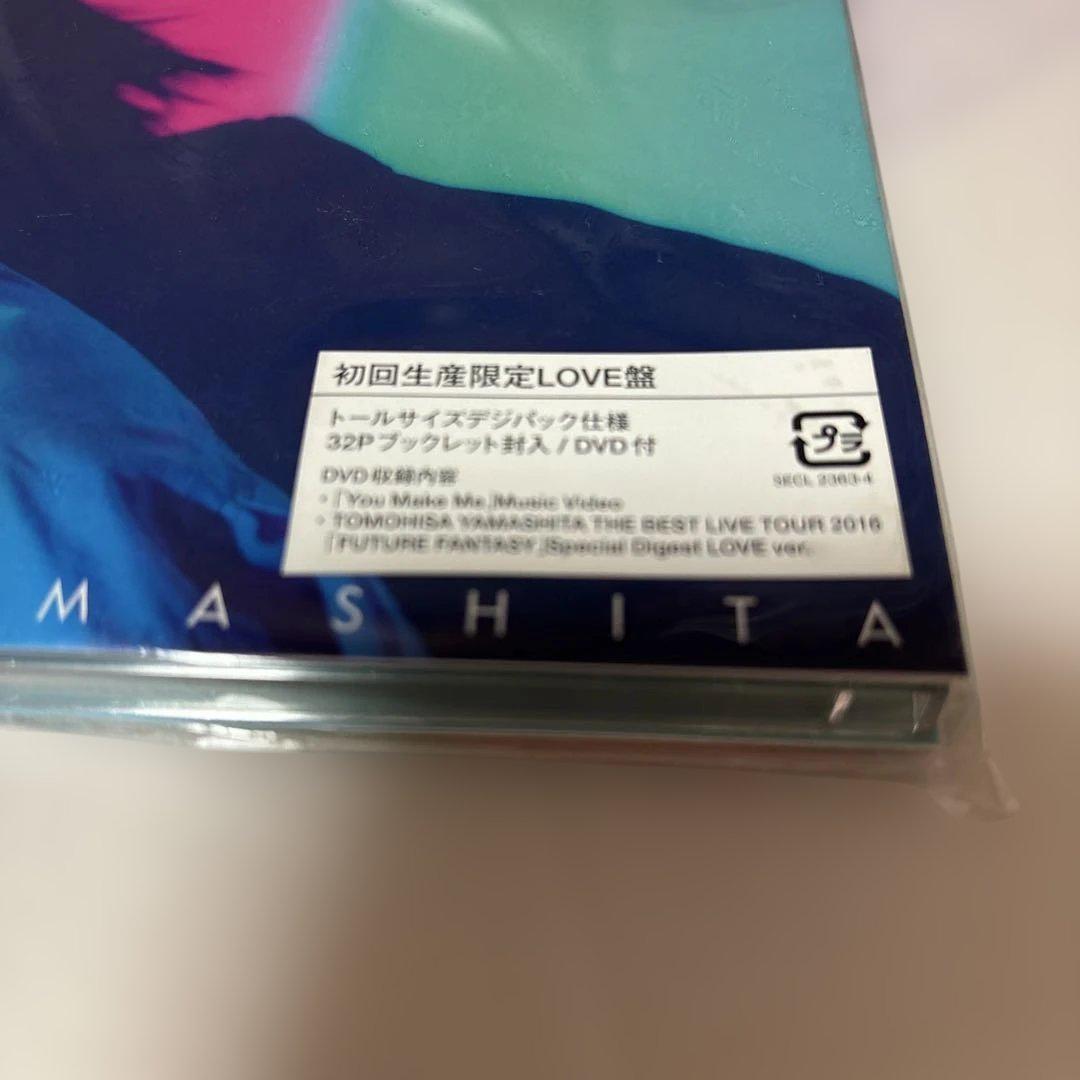 初回生産限定LOVE盤
トールサイズデジパック仕様
32Pブックレット封入 / DVD付
プラ
SECL 2363-4
DVD収録内容
・「You Make Me」Music Video
・TOMOHISA YAMASHITA THE BEST LIVE TOUR 2016
「FUTURE FANTASY」Special Digest LOVE ver.
MASHITA